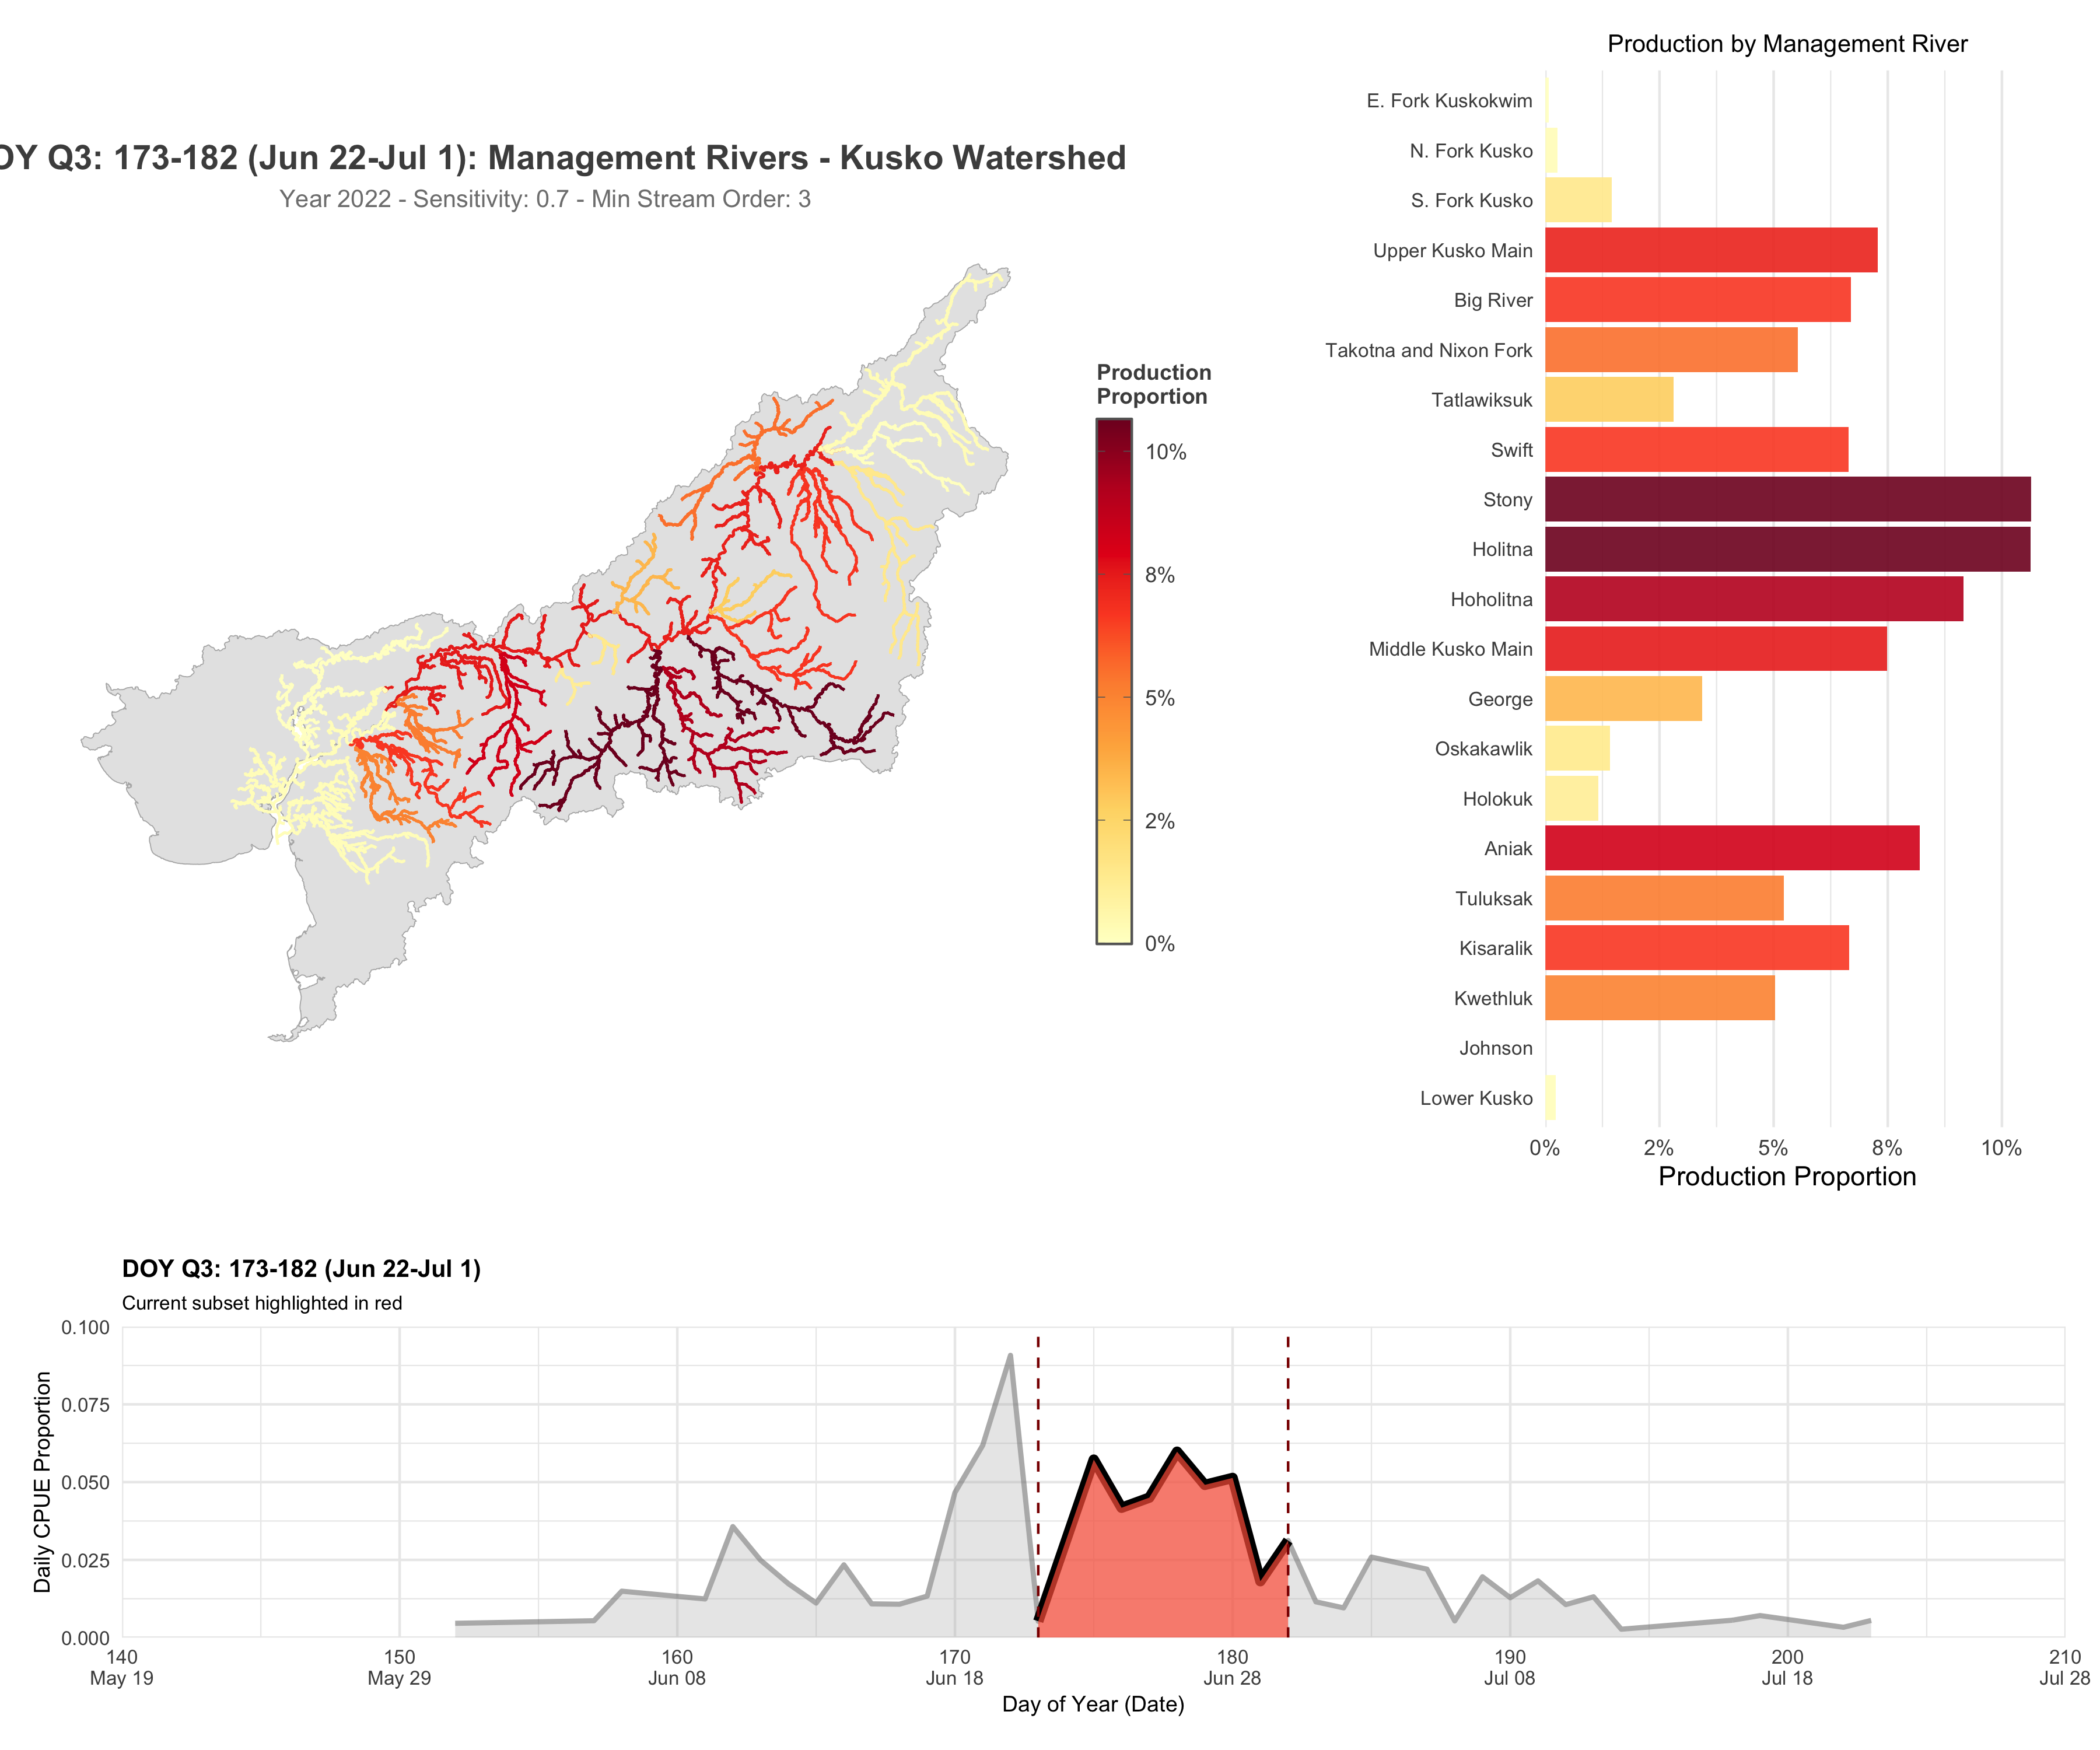 OY Q3: 173-182 (Jun 22-Jul 1): Management Rivers - Kusko Watershed
Year 2022 - Sensitivity: 0.7 - Min Stream Order: 3
Production
Proportion
10%
8%
5%
2%
0%
Production by Management River
E. Fork Kuskokwim
N. Fork Kusko
S. Fork Kusko
Upper Kusko Main
Big River
Takotna and Nixon Fork
Tatlawiksuk
Swift
Stony
Holitna
Hoholitna
Middle Kusko Main
George
Oskakawlik
Holokuk
Aniak
Tuluksak
Kisaralik
Kwethluk
Johnson
Lower Kusko
0% 2% 5% 8% 10%
Production Proportion
DOY Q3: 173-182 (Jun 22-Jul 1)
Current subset highlighted in red
Daily CPUE Proportion
0.100
0.075
0.050
0.025
0.000
140 150 160 170 180 190 200 210
May 19 May 29 Jun 08 Jun 18 Jun 28 Jul 08 Jul 18 Jul 28
Day of Year (Date)